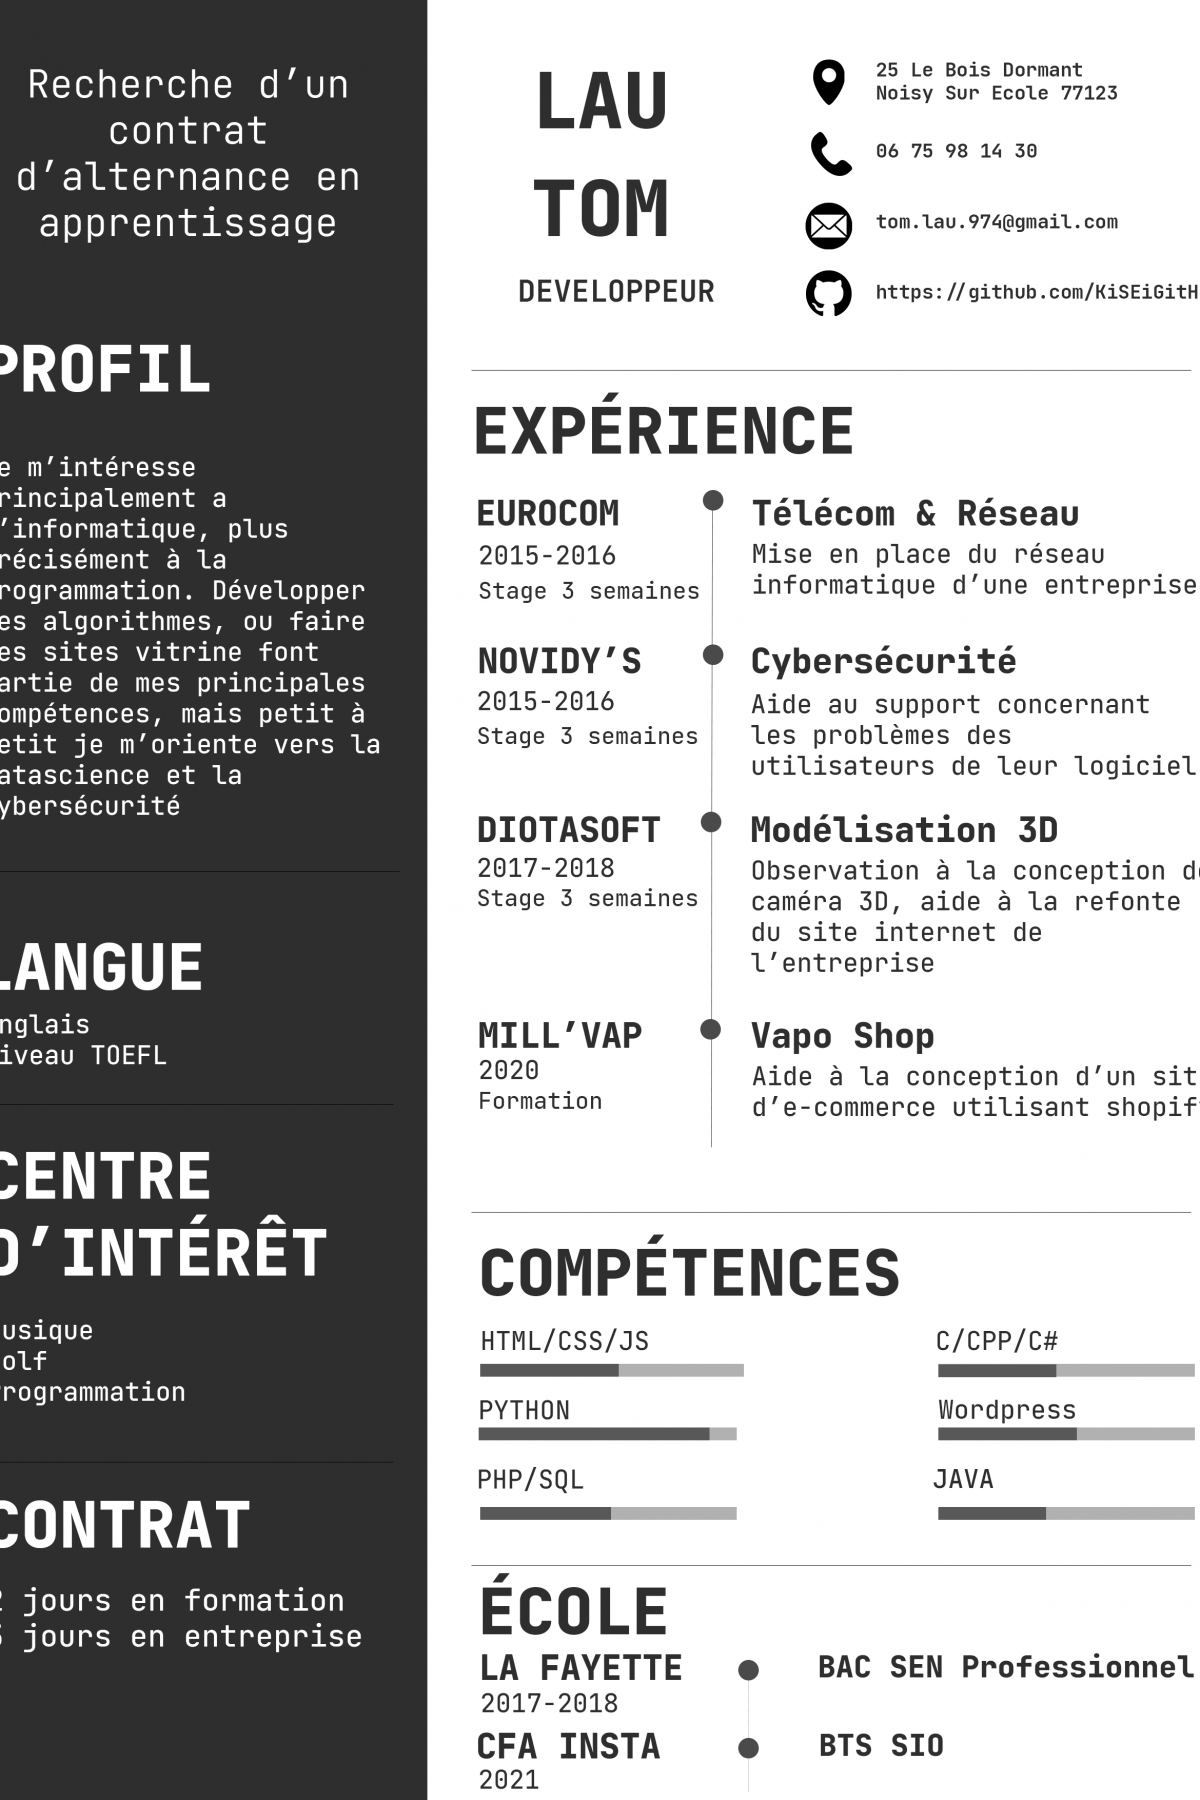 Recherche d’un
contrat
d’alternance en
apprentissage
PROFIL
e m’intéresse
rincipalement a
’informatique, plus
récisément à la
rogrammation. Développer
es algorithmes, ou faire
es sites vitrine font
artie de mes principales
ompétences, mais petit à
etit je m’oriente vers la
atascience et la
ybersécurité
LANGUE
nglais
iveau TOEFL
CENTRE
D’INTÉRÊT
usique
olf
rogrammation
CONTRAT
2 jours en formation
jours en entreprise
LAU
TOM
DEVELOPPEUR
25 Le Bois Dormant
Noisy Sur Ecole 77123
06 75 98 14 30
tom.lau.974@gmail.com
https://github.com/KiSEiGitH
EXPÉRIENCE
EUROCOM
2015-2016
Stage 3 semaines
Télécom & Réseau
Mise en place du réseau
informatique d’une entreprise
NOVIDY’S
2015-2016
Stage 3 semaines
Cybersécurité
Aide au support concernant
les problèmes des
utilisateurs de leur logiciel
DIOTASOFT
2017-2018
Stage 3 semaines
Modélisation 3D
Observation à la conception de
caméra 3D, aide à la refonte
du site internet de
l’entreprise
MILL’VAP
2020
Formation
Vapo Shop
Aide à la conception d’un sit
d’e-commerce utilisant shopif
COMPÉTENCES
HTML/CSS/JS
C/CPP/C#
PYTHON
Wordpress
PHP/SQL
JAVA
ÉCOLE
LA FAYETTE
2017-2018
BAC SEN Professionnel
CFA INSTA
2021
BTS SIO